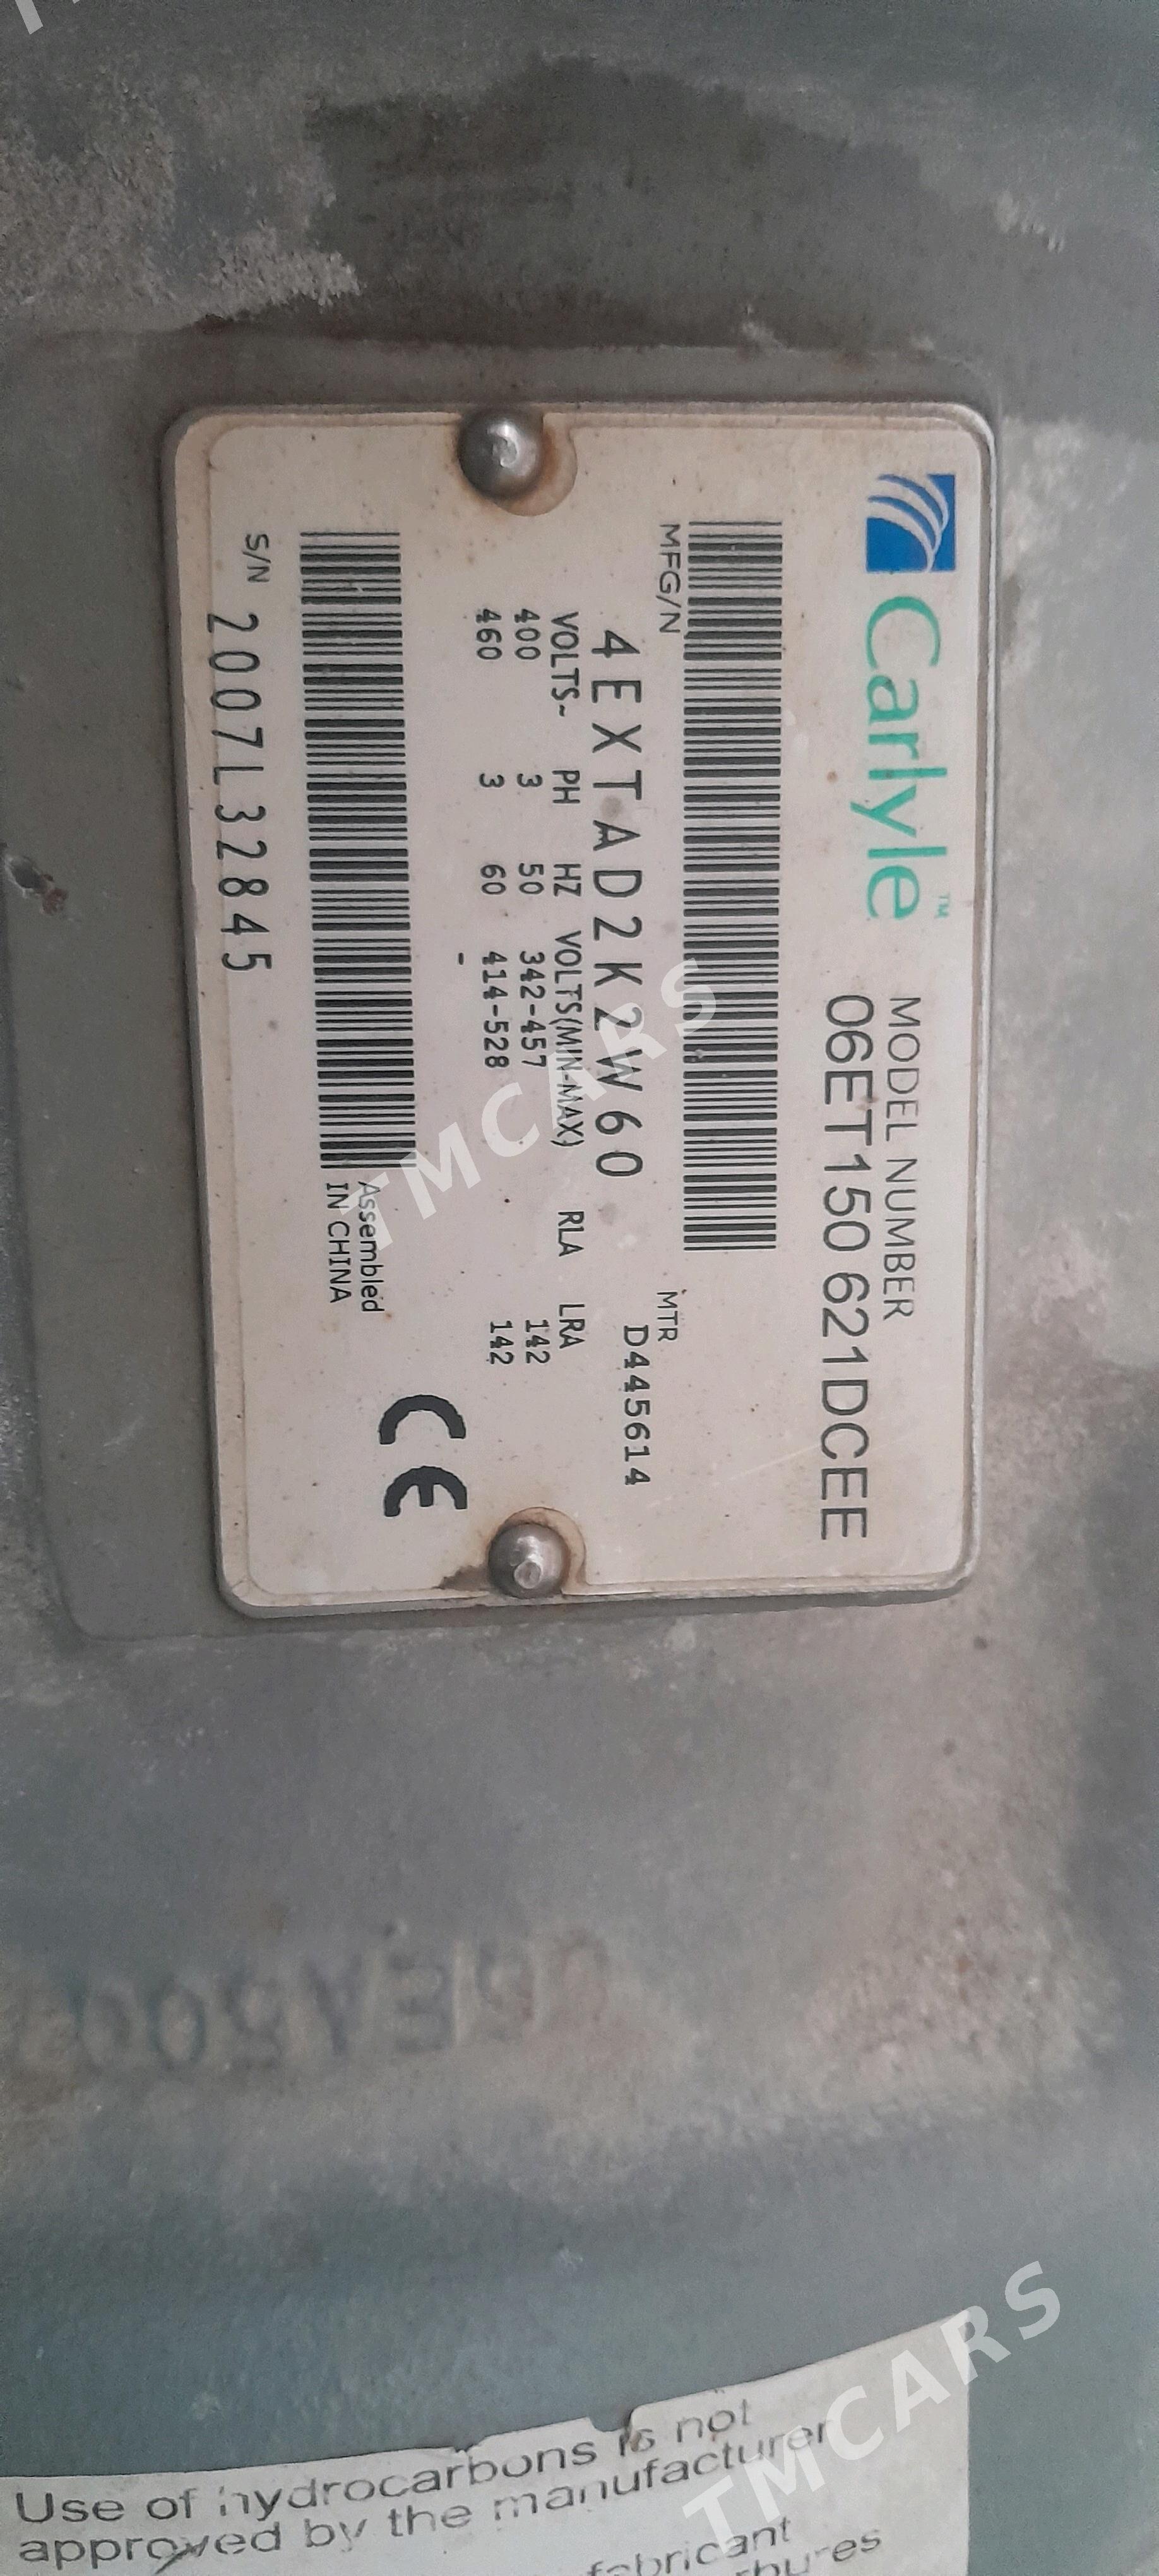 Carlyle™
MODEL NUMBER
06ET150 621DCEE
MFG/N
4EXTAD2K2W60
MTR
D445614
VOLTS~ PH HZ VOLTS(MIN-MAX) RLA LRA
400 3 50 342-457 142
460 3 60 414-528 142
-
Assembled
IN CHINA
CE
S/N 2007L32845
Use of hydrocarbons is not
approved by the manufacturer
TMCARS
TMCARS